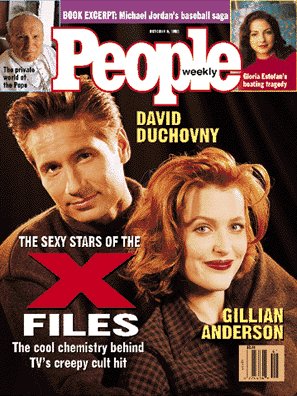 BOOK EXCERPT: Michael Jordan's baseball saga
The private
world of
the Pope
People
weekly
Gloria Estefan's
boating tragedy
DAVID
DUCHOVNY
THE SEXY STARS OF THE
X
FILES
The cool chemistry behind
TV's creepy cult hit
GILLIAN
ANDERSON